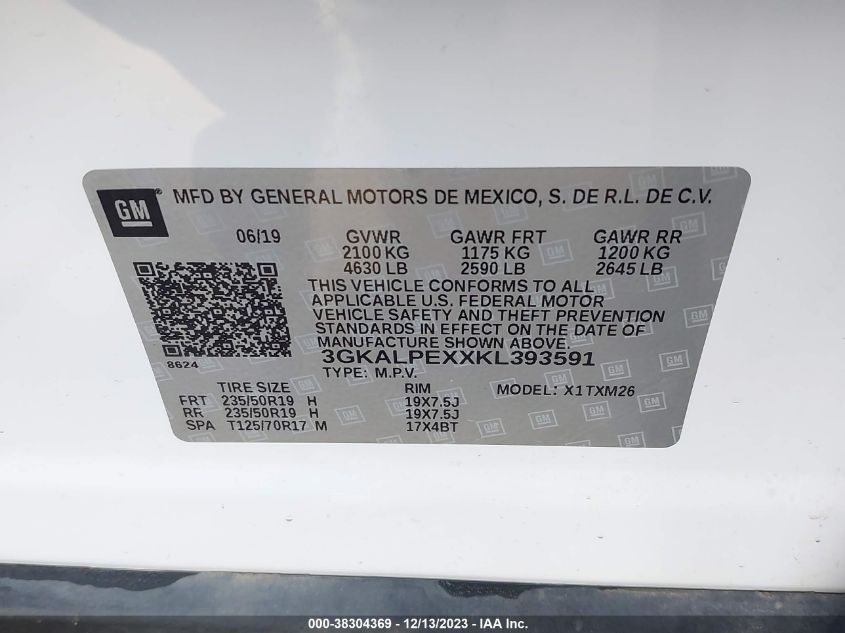 GM ® MFD BY GENERAL MOTORS DE MEXICO, S. DE R.L. DE C.V.
06/19 GVWR GAWR FRT GAWR RR
2100 KG 1175 KG 1200 KG
4630 LB 2590 LB 2645 LB
THIS VEHICLE CONFORMS TO ALL
APPLICABLE U.S. FEDERAL MOTOR
VEHICLE SAFETY AND THEFT PREVENTION
STANDARDS IN EFFECT ON THE DATE OF
MANUFACTURE SHOWN ABOVE.
8624 3GKALPEXXKL393591
TYPE: M.P.V.
TIRE SIZE RIM MODEL: X1TXM26
FRT 235/50R19 H 19X7.5J
RR 235/50R19 H 19X7.5J
SPA T125/70R17 M 17X4BT
000-38304369 - 12/13/2023 - IAA Inc.